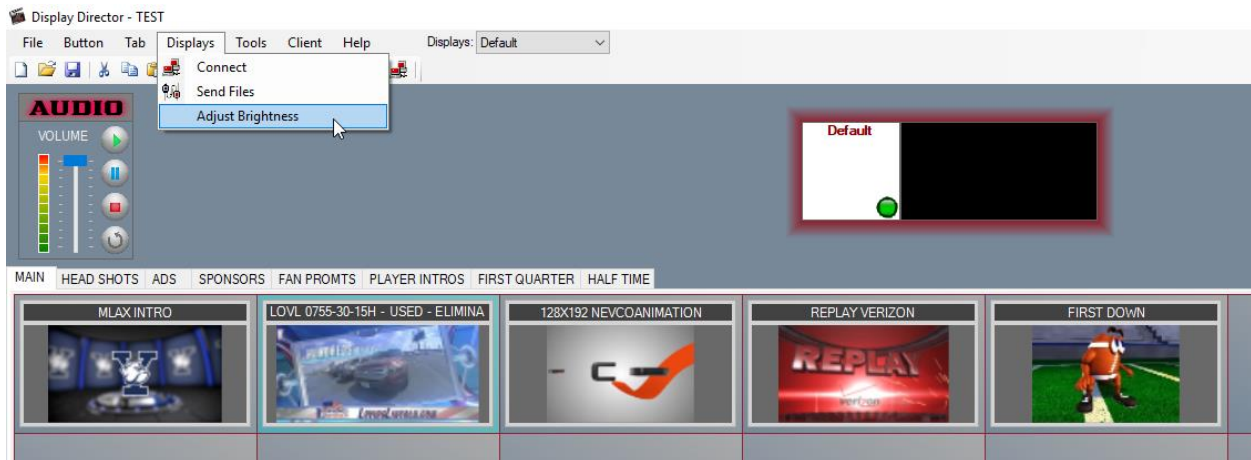 Display Director - TEST
File Button Tab Displays Tools Client Help Displays: Default
Connect
Send Files
Adjust Brightness
AUDIO
VOLUME
Default
MAIN HEAD SHOTS ADS SPONSORS FAN PROMTS PLAYER INTROS FIRST QUARTER HALF TIME
MLAX INTRO LOVL 0755-30-15H - USED - ELIMINA 128X192 NEVCOANIMATION REPLAY VERIZON FIRST DOWN
Y REPLAY
verizon